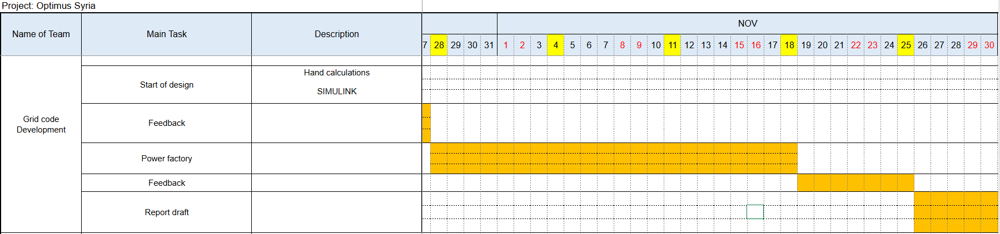 Project: Optimus Syria
Name of Team Main Task Description NOV
7 28 29 30 31 1 2 3 4 5 6 7 8 9 10 11 12 13 14 15 16 17 18 19 20 21 22 23 24 25 26 27 28 29 30
Hand calculations
Start of design
SIMULINK
Grid code
Development
Feedback
Power factory
Feedback
Report draft